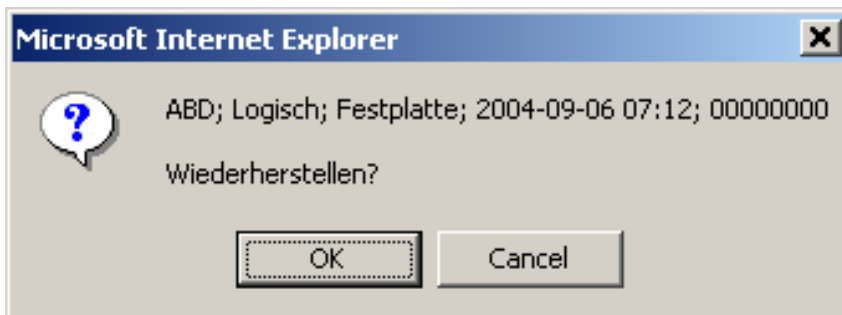 Microsoft Internet Explorer
ABD; Logisch; Festplatte; 2004-09-06 07:12; 00000000
Wiederherstellen?
OK Cancel